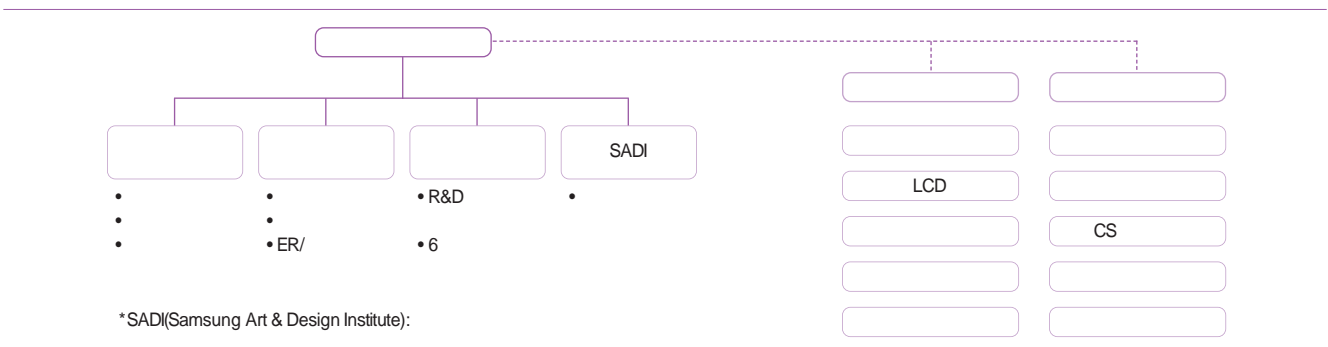 SADI
LCD
• R&D
•
•
•
•
•
•
CS
•
• ER/
• 6
*SADI(Samsung Art & Design Institute):